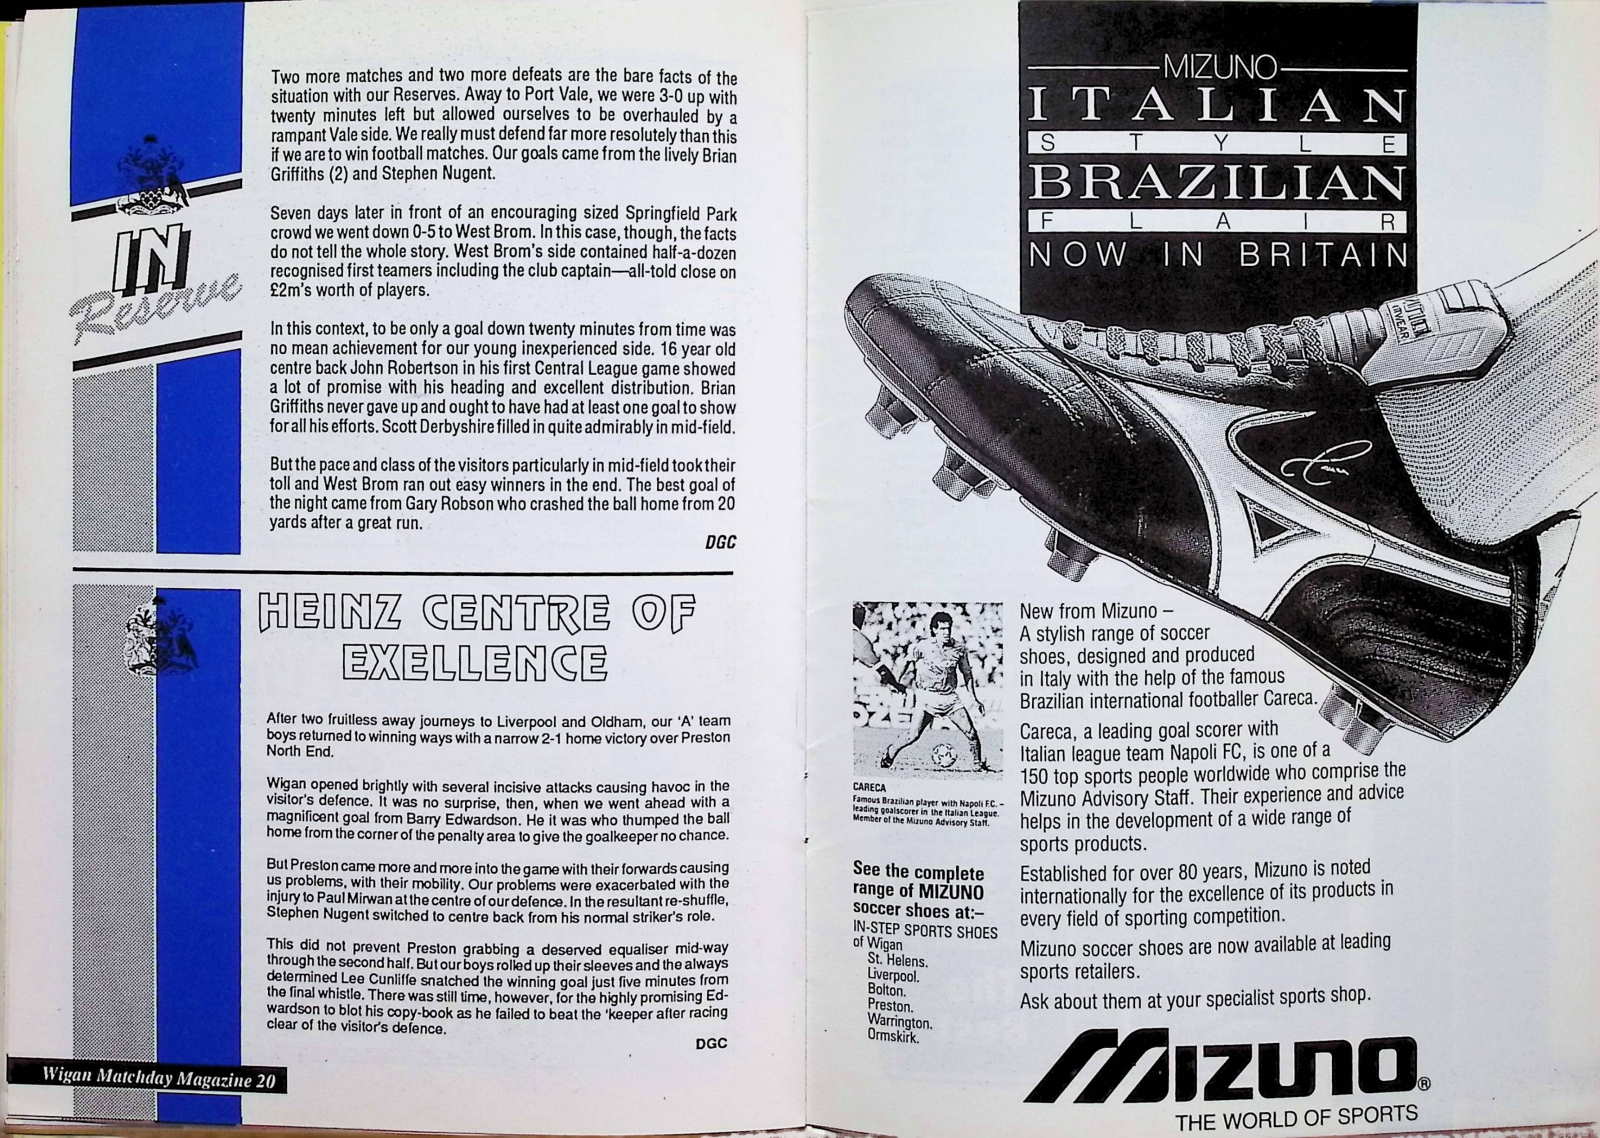 IN
Reserve
Two more matches and two more defeats are the bare facts of the
situation with our Reserves. Away to Port Vale, we were 3-0 up with
twenty minutes left but allowed ourselves to be overhauled by a
rampant Vale side. We really must defend far more resolutely than this
if we are to win football matches. Our goals came from the lively Brian
Griffiths (2) and Stephen Nugent.
Seven days later in front of an encouraging sized Springfield Park
crowd we went down 0-5 to West Brom. In this case, though, the facts
do not tell the whole story. West Brom's side contained half-a-dozen
recognised first teamers including the club captain—all-told close on
£2m's worth of players.
In this context, to be only a goal down twenty minutes from time was
no mean achievement for our young inexperienced side. 16 year old
centre back John Robertson in his first Central League game showed
a lot of promise with his heading and excellent distribution. Brian
Griffiths never gave up and ought to have had at least one goal to show
for all his efforts. Scott Derbyshire filled in quite admirably in mid-field.
But the pace and class of the visitors particularly in mid-field took their
toll and West Brom ran out easy winners in the end. The best goal of
the night came from Gary Robson who crashed the ball home from 20
yards after a great run.
DGC
HEINZ CENTRE OF
EXELLENCE
After two fruitless away journeys to Liverpool and Oldham, our 'A' team
boys returned to winning ways with a narrow 2-1 home victory over Preston
North End.
Wigan opened brightly with several incisive attacks causing havoc in the
visitor's defence. It was no surprise, then, when we went ahead with a
magnificent goal from Barry Edwardson. He it was who thumped the ball
home from the corner of the penalty area to give the goalkeeper no chance.
But Preston came more and more into the game with their forwards causing
us problems, with their mobility. Our problems were exacerbated with the
injury to Paul Mirwan at the centre of our defence. In the resultant re-shuffle,
Stephen Nugent switched to centre back from his normal striker's role.
This did not prevent Preston grabbing a deserved equaliser mid-way
through the second half. But our boys rolled up their sleeves and the always
determined Lee Cunliffe snatched the winning goal just five minutes from
the final whistle. There was still time, however, for the highly promising Ed-
wardson to blot his copy-book as he failed to beat the 'keeper after racing
clear of the visitor's defence.
DGC
Wigan Matchday Magazine 20
MIZUNO
ITALIAN
STYLE
BRAZILIAN
FLAIR
NOW IN BRITAIN
Careca
New from Mizuno –
A stylish range of soccer
shoes, designed and produced
in Italy with the help of the famous
Brazilian international footballer Careca.
Careca, a leading goal scorer with
Italian league team Napoli FC, is one of a
150 top sports people worldwide who comprise the
Mizuno Advisory Staff. Their experience and advice
helps in the development of a wide range of
sports products.
Established for over 80 years, Mizuno is noted
internationally for the excellence of its products in
every field of sporting competition.
Mizuno soccer shoes are now available at leading
sports retailers.
Ask about them at your specialist sports shop.
CARECA
Famous Brazilian player with Napoli F.C. –
leading goalscorer in the Italian League.
Member of the Mizuno Advisory Staff.
See the complete
range of MIZUNO
soccer shoes at:–
IN-STEP SPORTS SHOES
of Wigan
St. Helens.
Liverpool.
Bolton.
Preston.
Warrington.
Ormskirk.
MIZUNO®
THE WORLD OF SPORTS